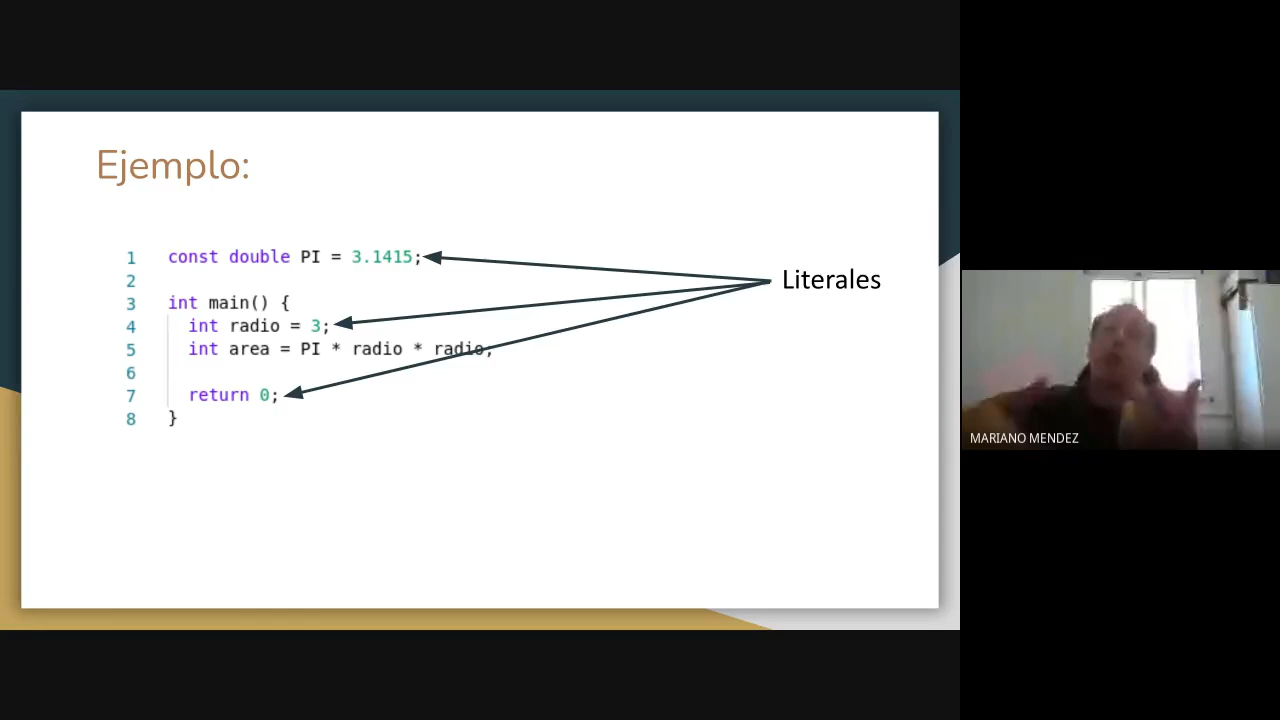 Ejemplo:
1 const double PI = 3.1415;
2
3 int main() {
4 int radio = 3;
5 int area = PI * radio * radio;
6
7 return 0;
8 }
Literales
MARIANO MENDEZ